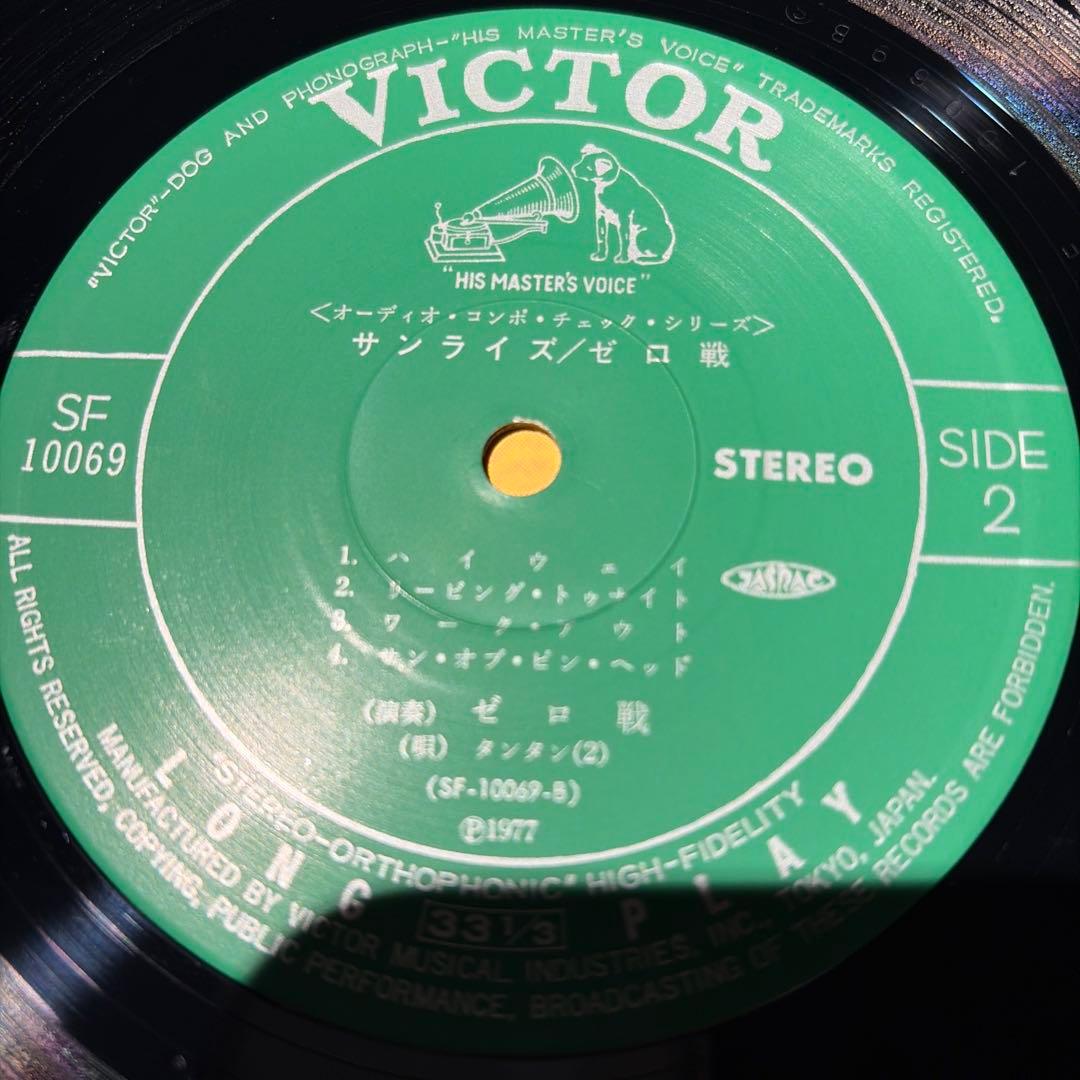 "VICTOR"–DOG AND PHONOGRAPH–"HIS MASTER'S VOICE" TRADEMARKS REGISTERED.
VICTOR
"HIS MASTER'S VOICE"
<オーディオ・コンポ・チェック・シリーズ>
サンライズ/ゼロ戦
SF
10069
STEREO
SIDE
2
JASRAC
1. ハイウェイ
2. リービング・トゥナイト
3. ワーク・アウト
4. サン・オブ・ピン・ヘッド
(演奏) ゼロ戦
(唄) タンタン(2)
(SF-10069-B)
Ⓟ1977
"STEREO–ORTHOPHONIC" HIGH–FIDELITY
LONG PLAY
33 1/3
MANUFACTURED BY VICTOR MUSICAL INDUSTRIES, INC., TOKYO, JAPAN.
ALL RIGHTS RESERVED, COPYING, PUBLIC PERFORMANCE, BROADCASTING OF THESE RECORDS ARE FORBIDDEN.